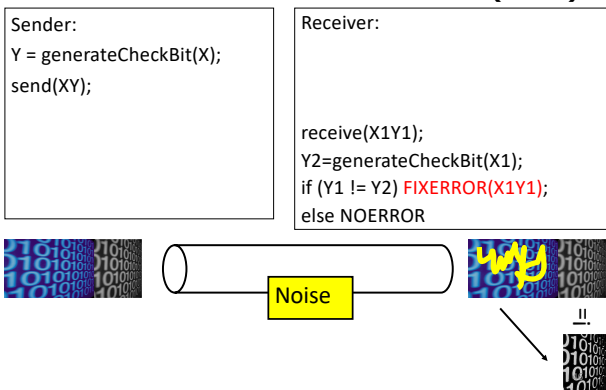 Sender:
Y = generateCheckBit(X);
send(XY);
Receiver:
receive(X1Y1);
Y2=generateCheckBit(X1);
if (Y1 != Y2) FIXERROR(X1Y1);
else NOERROR
Noise